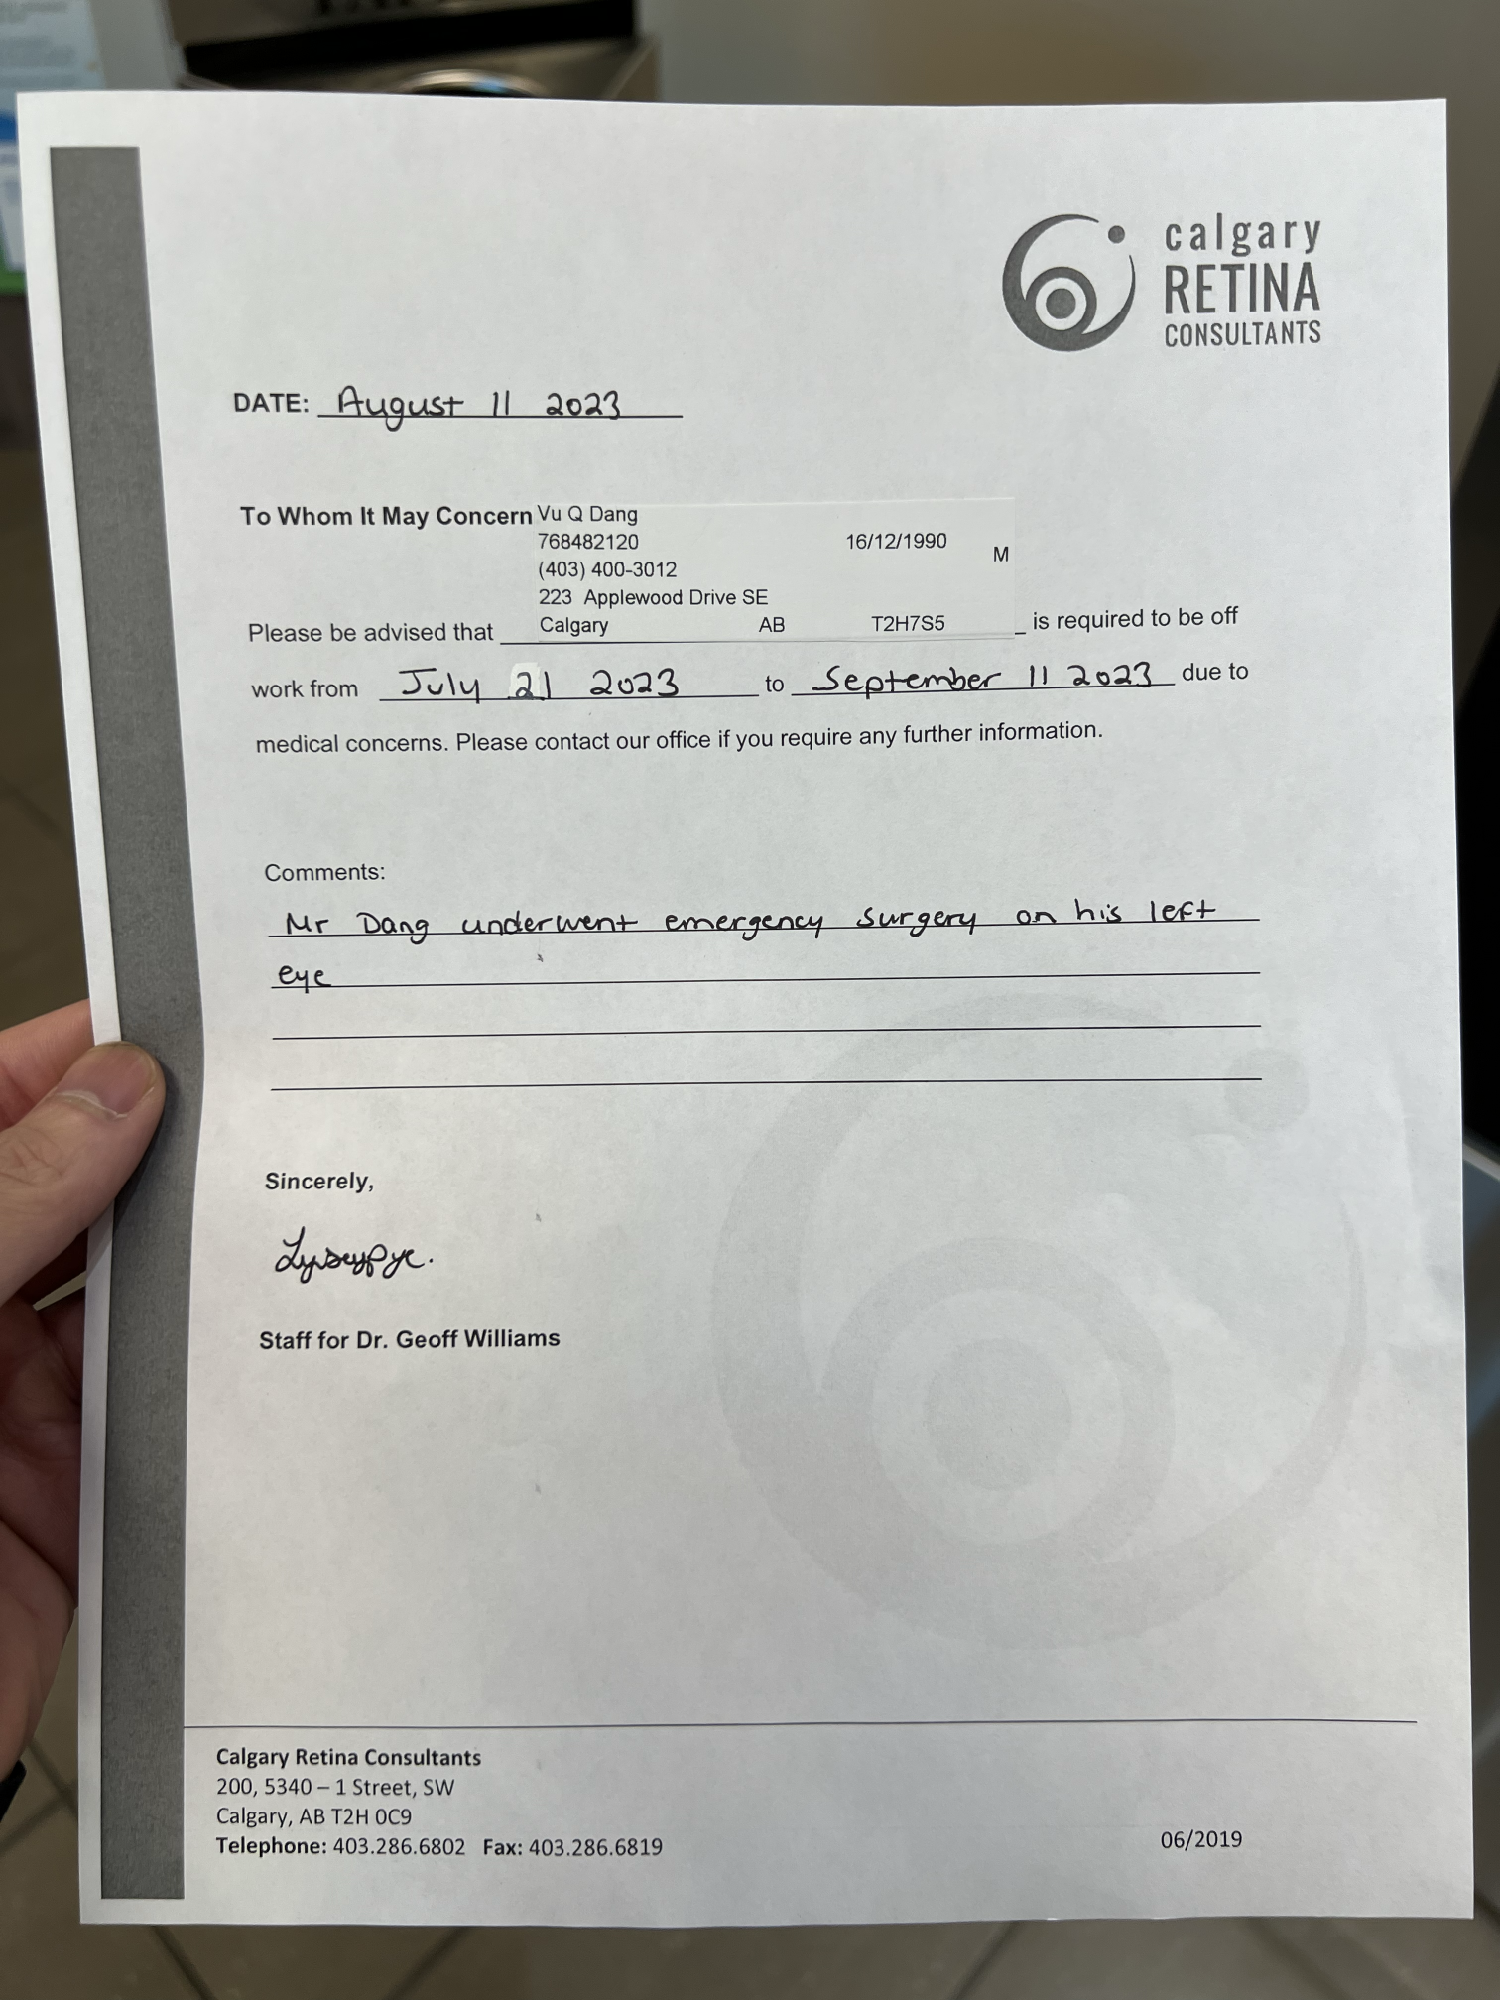 calgary
RETINA
CONSULTANTS
DATE: August 11 2023
To Whom It May Concern Vu Q Dang
768482120 16/12/1990 M
(403) 400-3012
223 Applewood Drive SE
Calgary AB T2H7S5
Please be advised that is required to be off
work from July 21 2023 to September 11 2023 due to
medical concerns. Please contact our office if you require any further information.
Comments:
Mr Dang underwent emergency surgery on his left
eye
Sincerely,
Staff for Dr. Geoff Williams
Calgary Retina Consultants
200, 5340 – 1 Street, SW
Calgary, AB T2H 0C9
Telephone: 403.286.6802 Fax: 403.286.6819
06/2019